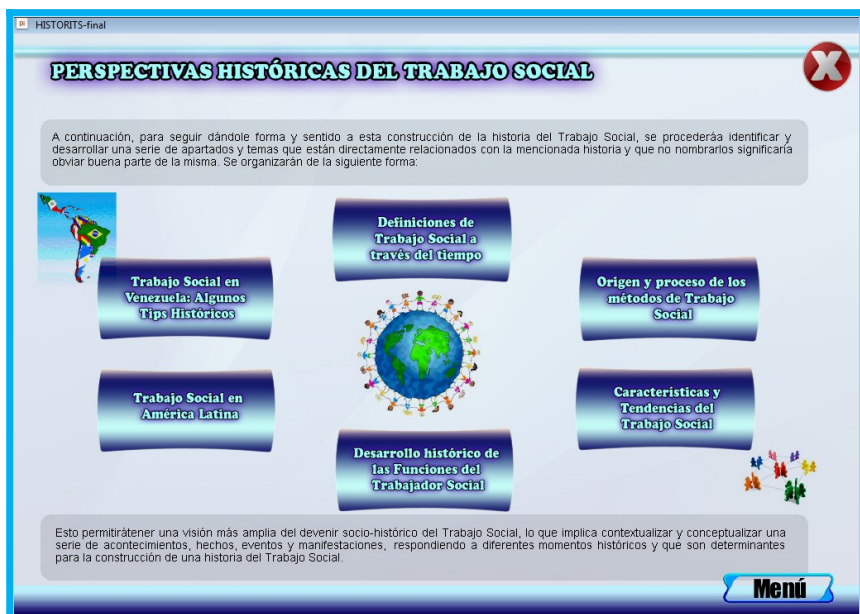 Di HISTORITS-final
PERSPECTIVAS HISTÓRICAS DEL TRABAJO SOCIAL
X
A continuación, para seguir dándole forma y sentido a esta construcción de la historia del Trabajo Social, se procederáa identificar y
desarrollar una serie de apartados y temas que están directamente relacionados con la mencionada historia y que no nombrarlos significaría
obviar buena parte de la misma. Se organizarán de la siguiente forma:
Definiciones de
Trabajo Social a
través del tiempo
Trabajo Social en
Venezuela: Algunos
Tips Históricos
Origen y proceso de los
métodos de Trabajo
Social
Trabajo Social en
América Latina
Características y
Tendencias del
Trabajo Social
Desarrollo histórico de
las Funciones del
Trabajador Social
Esto permitirátener una visión más amplia del devenir socio-histórico del Trabajo Social, lo que implica contextualizar y conceptualizar una
serie de acontecimientos, hechos, eventos y manifestaciones, respondiendo a diferentes momentos históricos y que son determinantes
para la construcción de una historia del Trabajo Social.
Menú